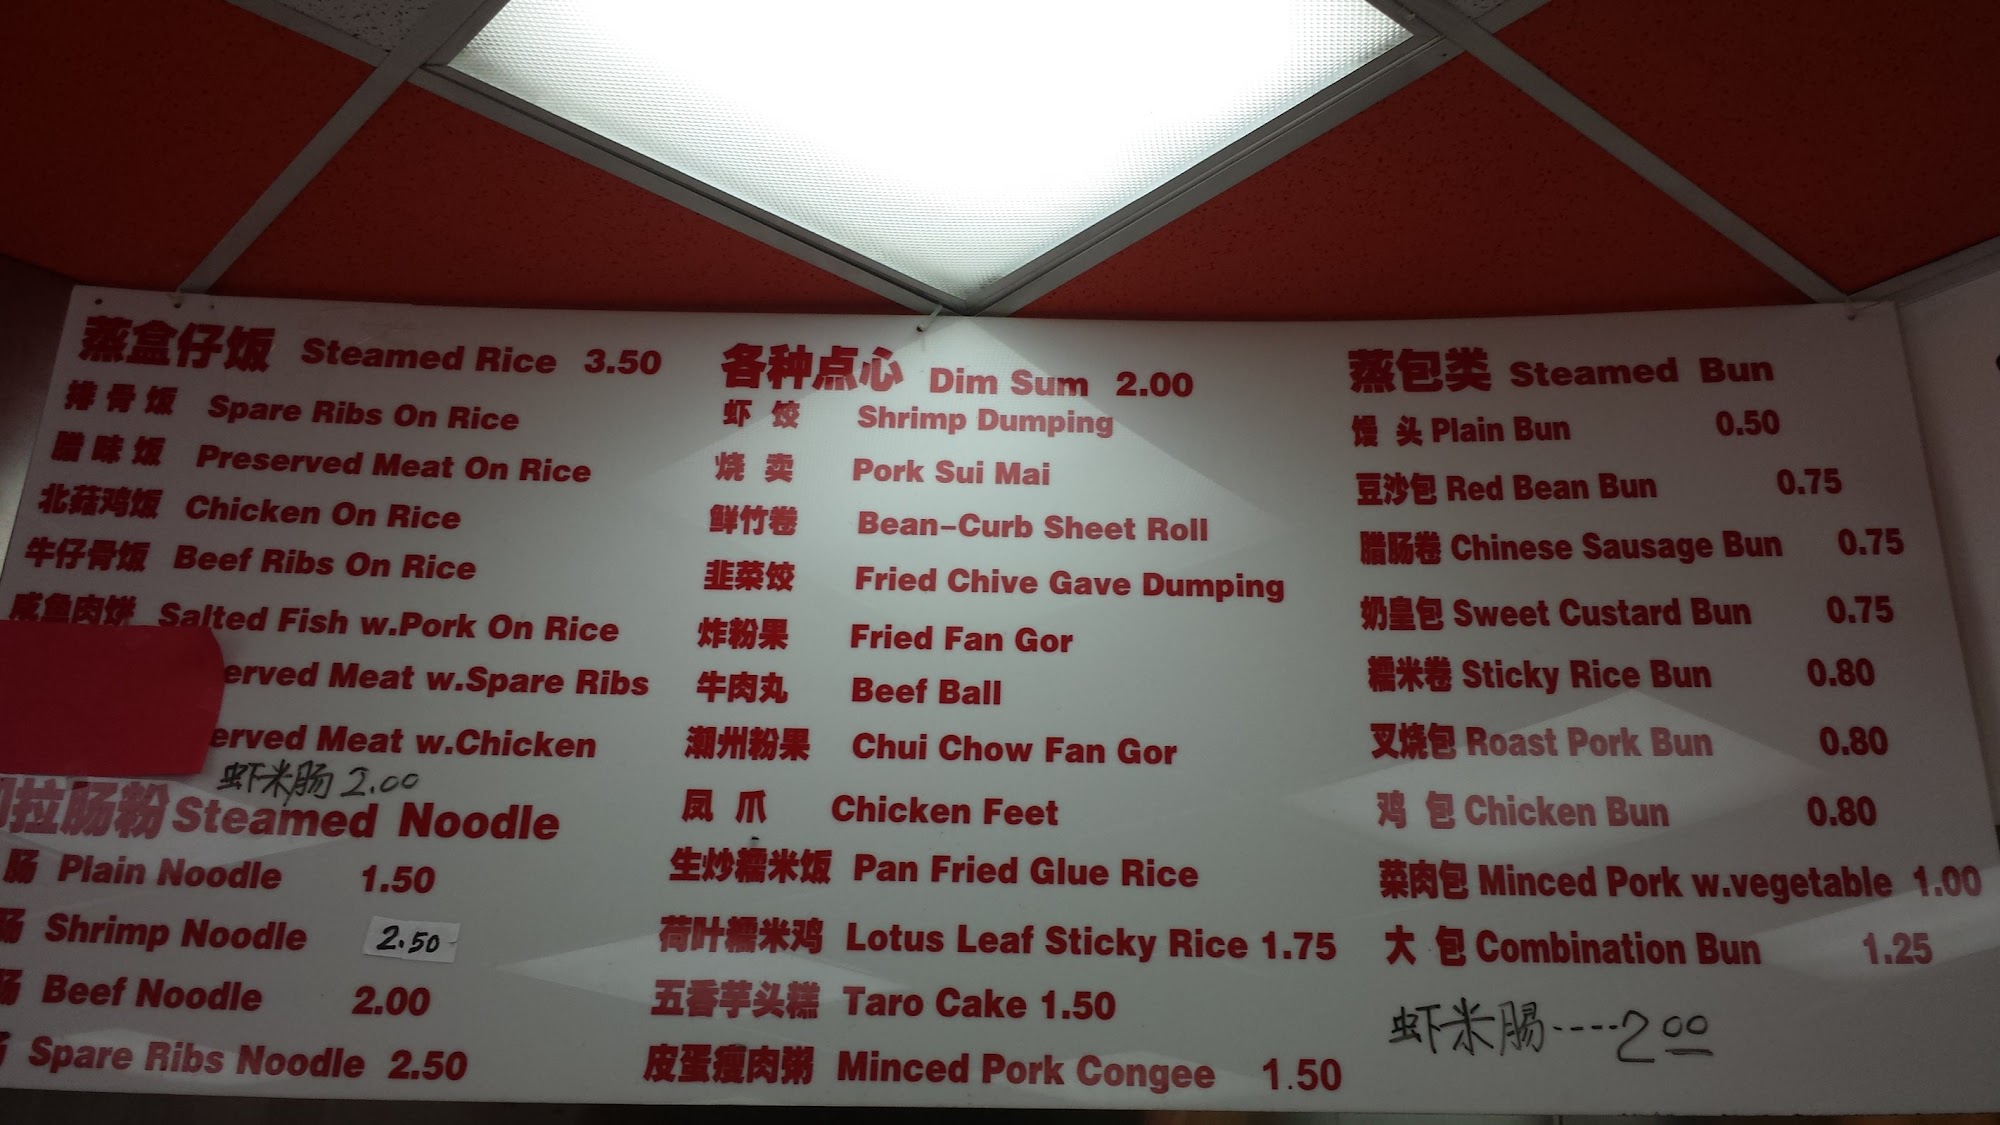 蒸盒仔饭 Steamed Rice 3.50
排骨饭 Spare Ribs On Rice
腊味饭 Preserved Meat On Rice
北菇鸡饭 Chicken On Rice
牛仔骨饭 Beef Ribs On Rice
咸鱼肉饼 Salted Fish w.Pork On Rice
erved Meat w.Spare Ribs
erved Meat w.Chicken
虾米肠 2.00
拉肠粉 Steamed Noodle
肠 Plain Noodle 1.50
肠 Shrimp Noodle 2.50
肠 Beef Noodle 2.00
Spare Ribs Noodle 2.50
各种点心 Dim Sum 2.00
虾饺 Shrimp Dumping
烧卖 Pork Sui Mai
鲜竹卷 Bean-Curb Sheet Roll
韭菜饺 Fried Chive Gave Dumping
炸粉果 Fried Fan Gor
牛肉丸 Beef Ball
潮州粉果 Chui Chow Fan Gor
凤爪 Chicken Feet
生炒糯米饭 Pan Fried Glue Rice
荷叶糯米鸡 Lotus Leaf Sticky Rice 1.75
五香芋头糕 Taro Cake 1.50
皮蛋瘦肉粥 Minced Pork Congee 1.50
蒸包类 Steamed Bun
馒头 Plain Bun 0.50
豆沙包 Red Bean Bun 0.75
腊肠卷 Chinese Sausage Bun 0.75
奶皇包 Sweet Custard Bun 0.75
糯米卷 Sticky Rice Bun 0.80
叉烧包 Roast Pork Bun 0.80
鸡包 Chicken Bun 0.80
菜肉包 Minced Pork w.vegetable 1.00
大包 Combination Bun 1.25
虾米肠----2.00